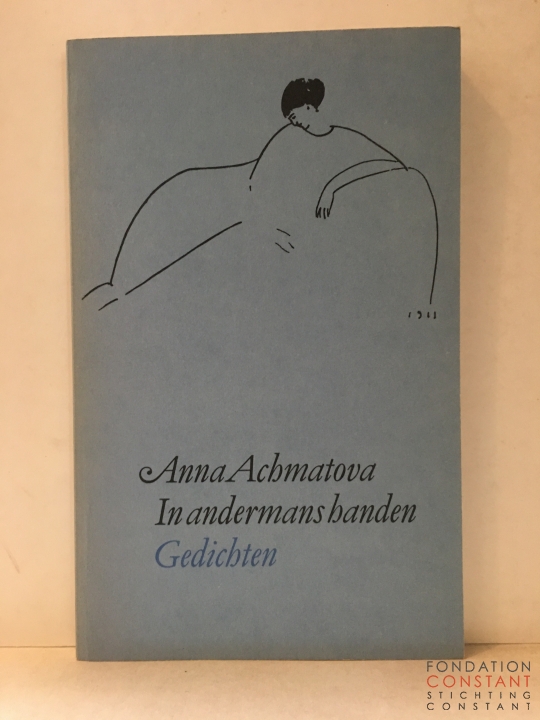 1911
Anna Achmatova
In andermans handen
Gedichten
FONDATION
CONSTANT
STICHTING
CONSTANT